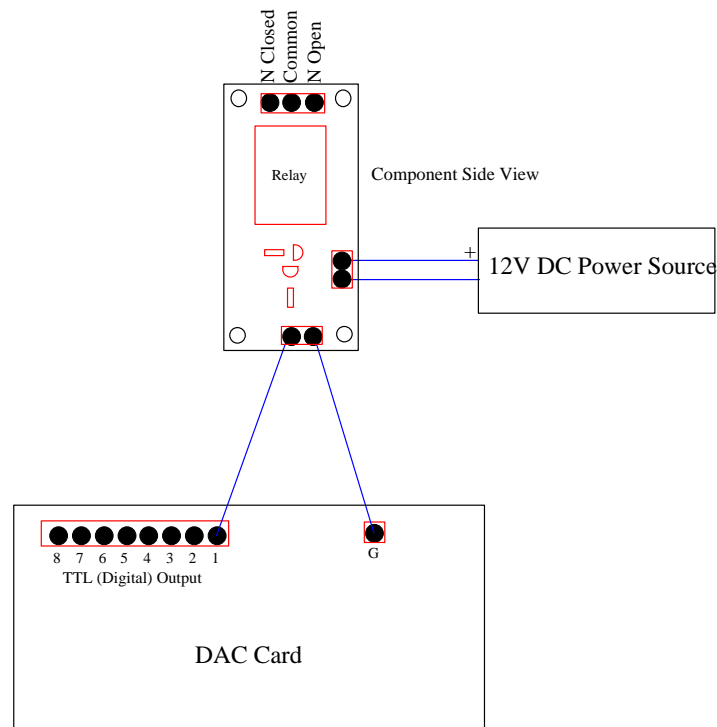 N Closed
Common
N Open
Relay
Component Side View
+
12V DC Power Source
8 7 6 5 4 3 2 1
G
TTL (Digital) Output
DAC Card